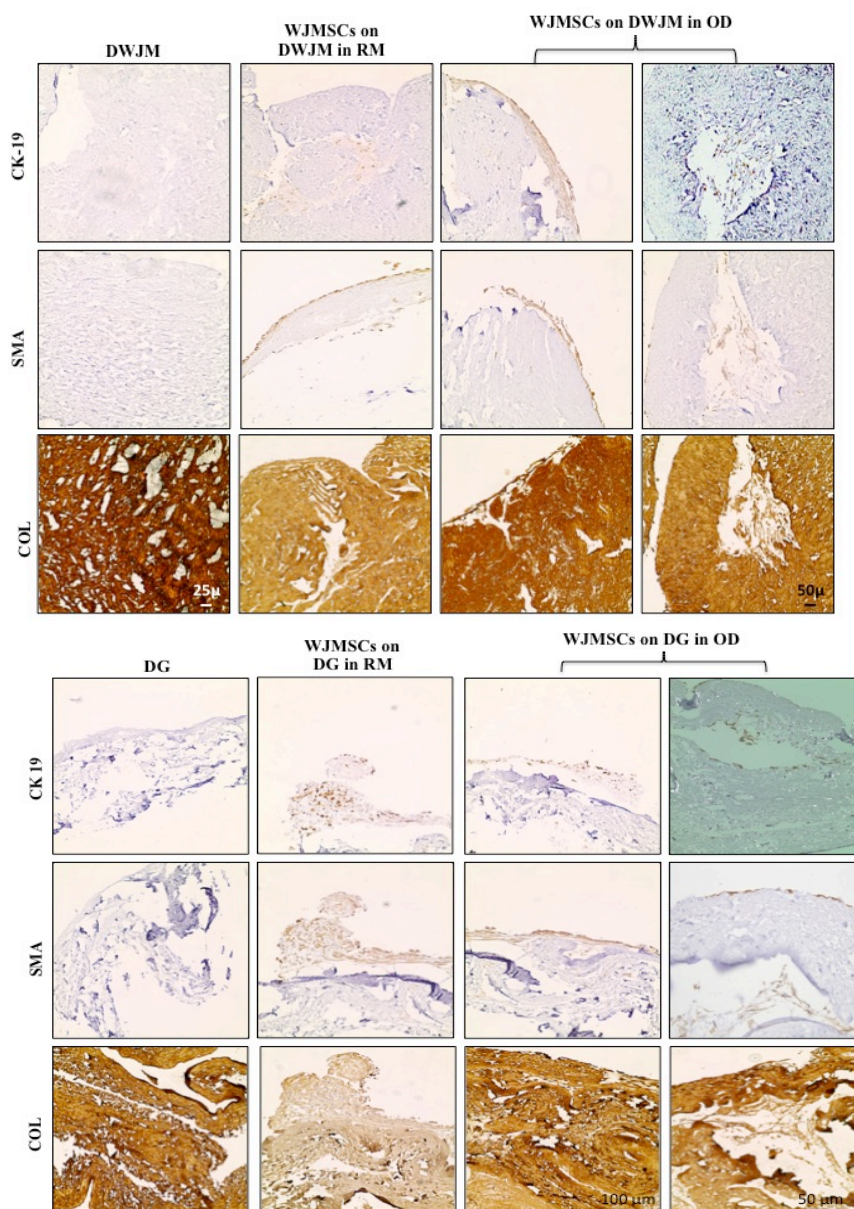 DWJM
WJMSCs on
DWJM in RM
WJMSCs on DWJM in OD
CK-19
SMA
COL
25µ
50µ
DG
WJMSCs on
DG in RM
WJMSCs on DG in OD
CK 19
SMA
COL
100 µm
50 µm